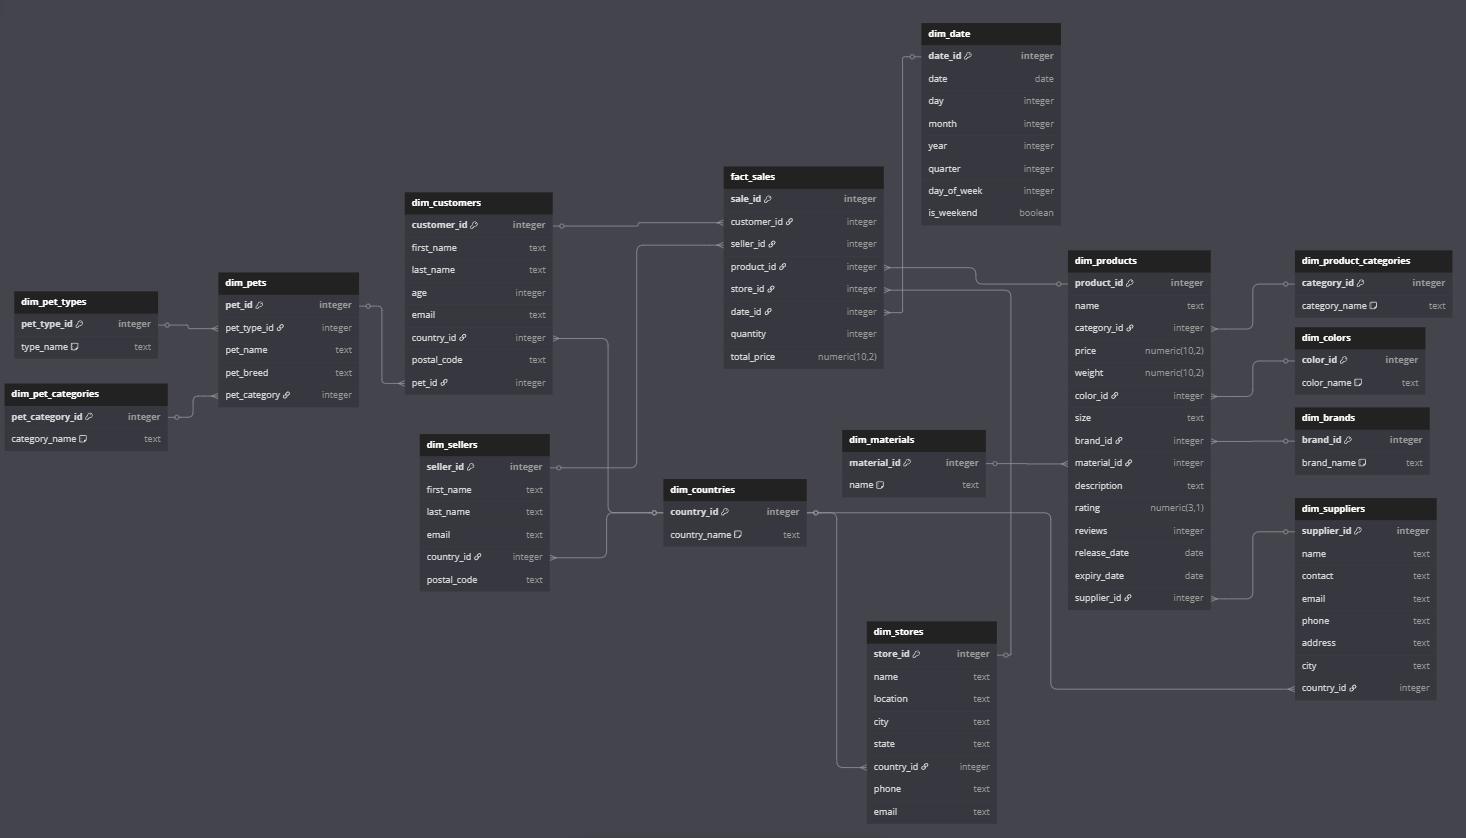 dim_date
date_id integer
date date
day integer
month integer
year integer
quarter integer
day_of_week integer
is_weekend boolean
fact_sales
sale_id integer
customer_id integer
seller_id integer
product_id integer
store_id integer
date_id integer
quantity integer
total_price numeric(10,2)
dim_customers
customer_id integer
first_name text
last_name text
age integer
email text
country_id integer
postal_code text
pet_id integer
dim_pets
pet_id integer
pet_type_id integer
pet_name text
pet_breed text
pet_category integer
dim_pet_types
pet_type_id integer
type_name text
dim_pet_categories
pet_category_id integer
category_name text
dim_sellers
seller_id integer
first_name text
last_name text
email text
country_id integer
postal_code text
dim_countries
country_id integer
country_name text
dim_materials
material_id integer
name text
dim_stores
store_id integer
name text
location text
city text
state text
country_id integer
phone text
email text
dim_products
product_id integer
name text
category_id integer
price numeric(10,2)
weight numeric(10,2)
color_id integer
size text
brand_id integer
material_id integer
description text
rating numeric(3,1)
reviews integer
release_date date
expiry_date date
supplier_id integer
dim_product_categories
category_id integer
category_name text
dim_colors
color_id integer
color_name text
dim_brands
brand_id integer
brand_name text
dim_suppliers
supplier_id integer
name text
contact text
email text
phone text
address text
city text
country_id integer